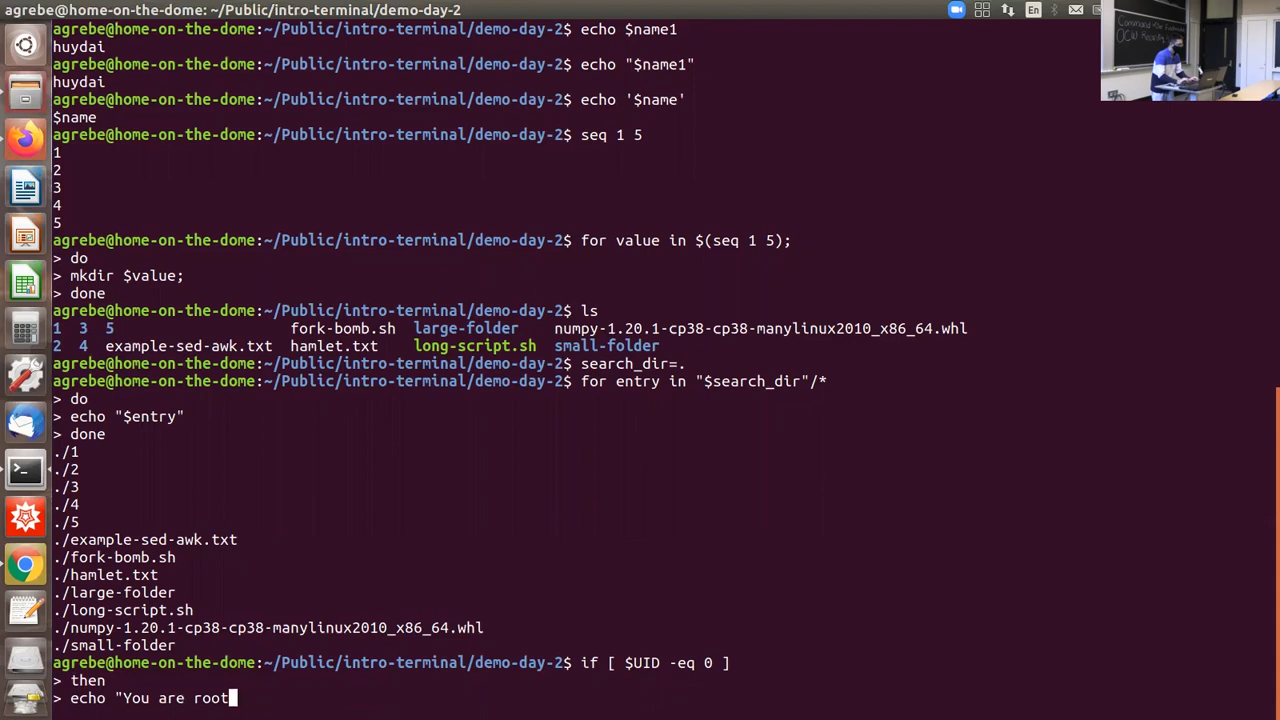 agrebe@home-on-the-dome: ~/Public/intro-terminal/demo-day-2
En
Command
OCW
agrebe@home-on-the-dome:~/Public/intro-terminal/demo-day-2$ echo $name1
huydai
agrebe@home-on-the-dome:~/Public/intro-terminal/demo-day-2$ echo "$name1"
huydai
agrebe@home-on-the-dome:~/Public/intro-terminal/demo-day-2$ echo '$name'
$name
agrebe@home-on-the-dome:~/Public/intro-terminal/demo-day-2$ seq 1 5
1
2
3
4
5
agrebe@home-on-the-dome:~/Public/intro-terminal/demo-day-2$ for value in $(seq 1 5);
> do
> mkdir $value;
> done
agrebe@home-on-the-dome:~/Public/intro-terminal/demo-day-2$ ls
1 3 5 fork-bomb.sh large-folder numpy-1.20.1-cp38-cp38-manylinux2010_x86_64.whl
2 4 example-sed-awk.txt hamlet.txt long-script.sh small-folder
agrebe@home-on-the-dome:~/Public/intro-terminal/demo-day-2$ search_dir=.
agrebe@home-on-the-dome:~/Public/intro-terminal/demo-day-2$ for entry in "$search_dir"/*
> do
> echo "$entry"
> done
./1
./2
./3
./4
./5
./example-sed-awk.txt
./fork-bomb.sh
./hamlet.txt
./large-folder
./long-script.sh
./numpy-1.20.1-cp38-cp38-manylinux2010_x86_64.whl
./small-folder
agrebe@home-on-the-dome:~/Public/intro-terminal/demo-day-2$ if [ $UID -eq 0 ]
> then
> echo "You are root